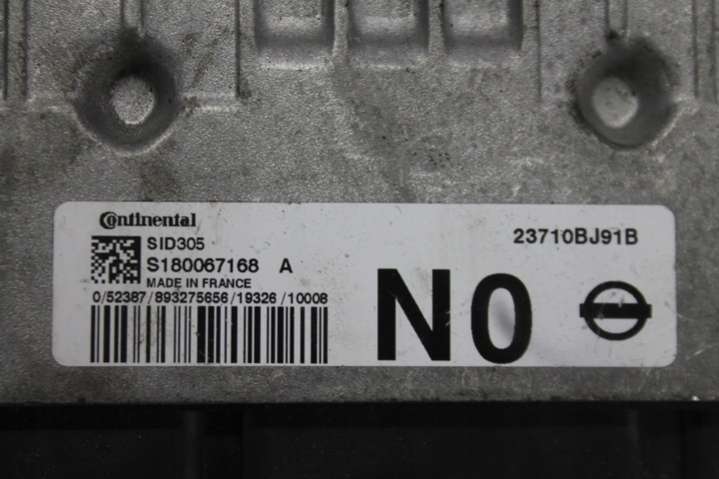 Continental
SID305
23710BJ91B
S180067168 A
MADE IN FRANCE
0/52387/893275656/19326/10008
N0